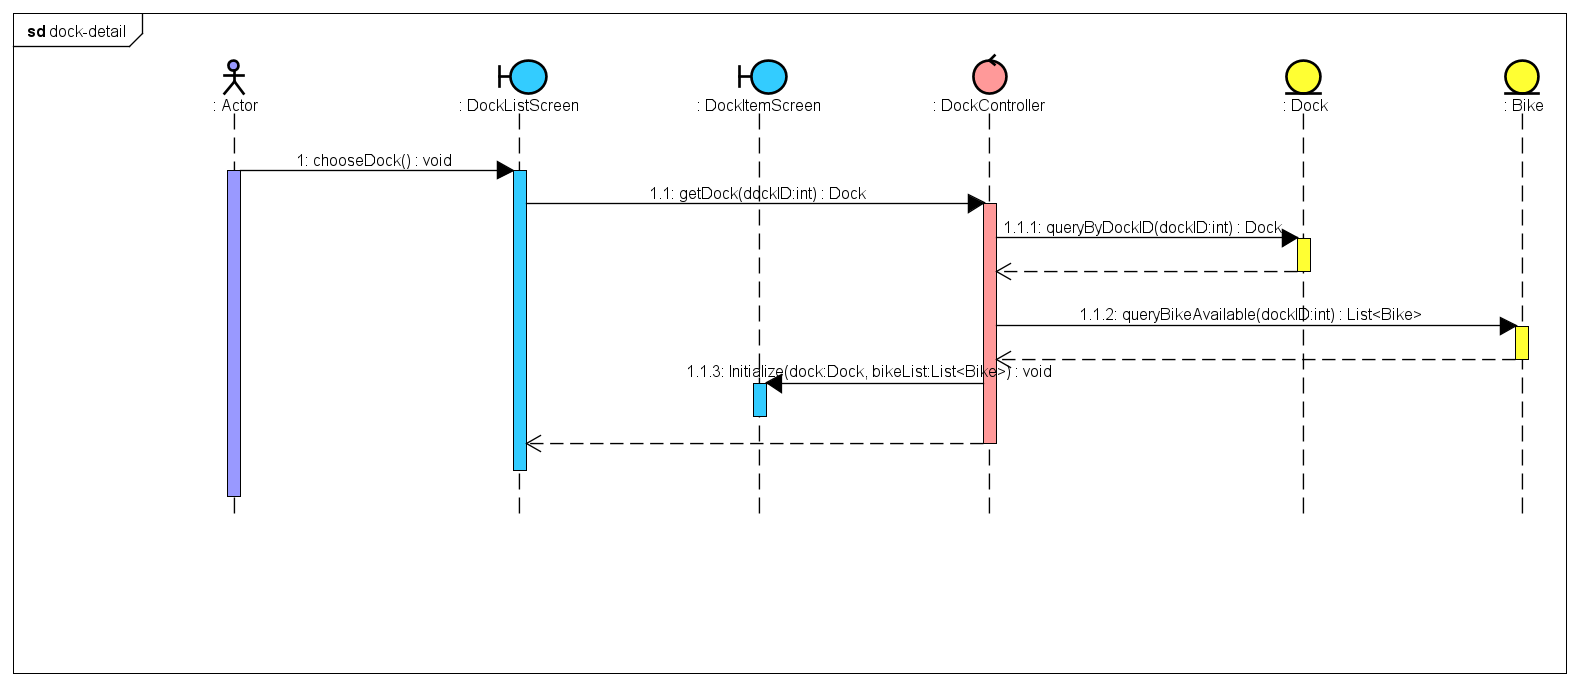 sd dock-detail
: Actor
: DockListScreen
: DockItemScreen
: DockController
: Dock
: Bike
1: chooseDock() : void
1.1: getDock(dockID:int) : Dock
1.1.1: queryByDockID(dockID:int) : Dock
1.1.2: queryBikeAvailable(dockID:int) : List<Bike>
1.1.3: Initialize(dock:Dock, bikeList:List<Bike>) : void